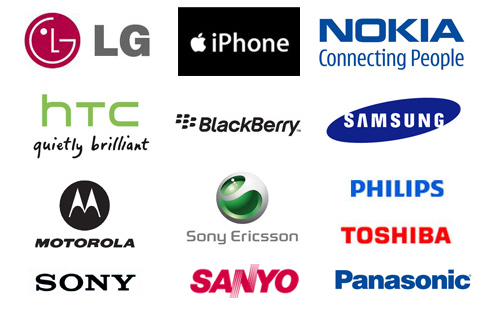 LG
iPhone
NOKIA
Connecting People
hTC
quietly brilliant
BlackBerry
SAMSUNG
MOTOROLA
Sony Ericsson
PHILIPS
TOSHIBA
SONY
SANYO
Panasonic